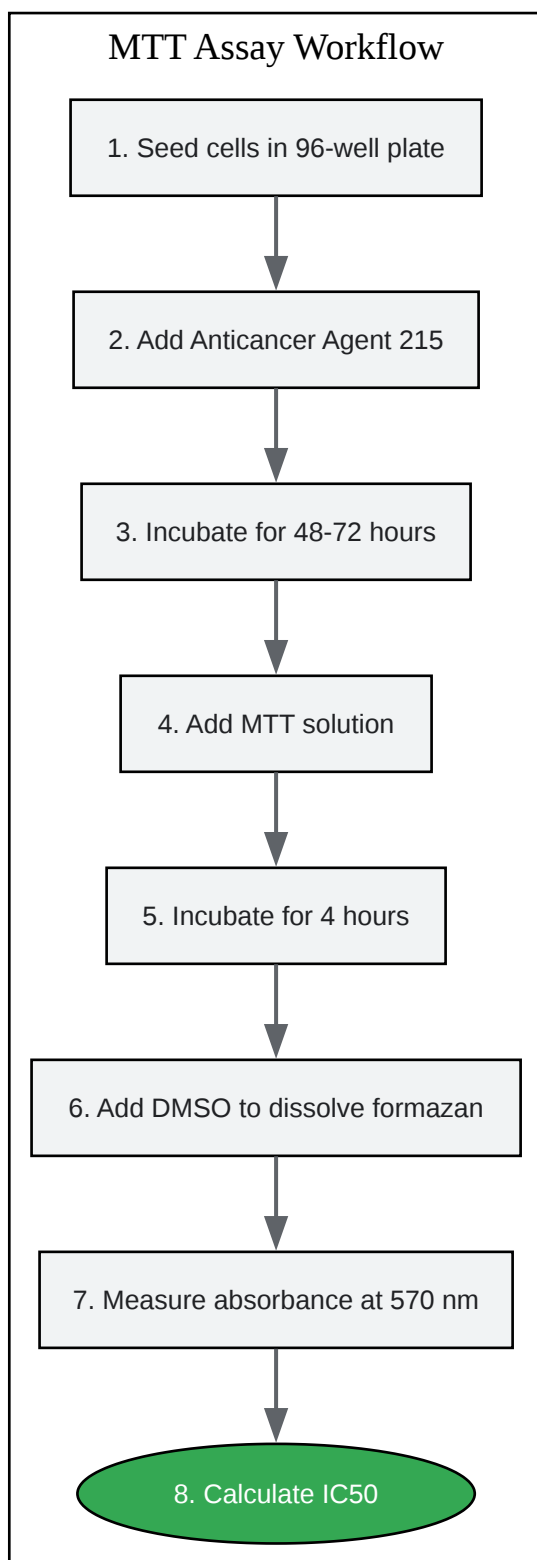 MTT Assay Workflow
1. Seed cells in 96-well plate
2. Add Anticancer Agent 215
3. Incubate for 48-72 hours
4. Add MTT solution
5. Incubate for 4 hours
6. Add DMSO to dissolve formazan
7. Measure absorbance at 570 nm
8. Calculate IC50